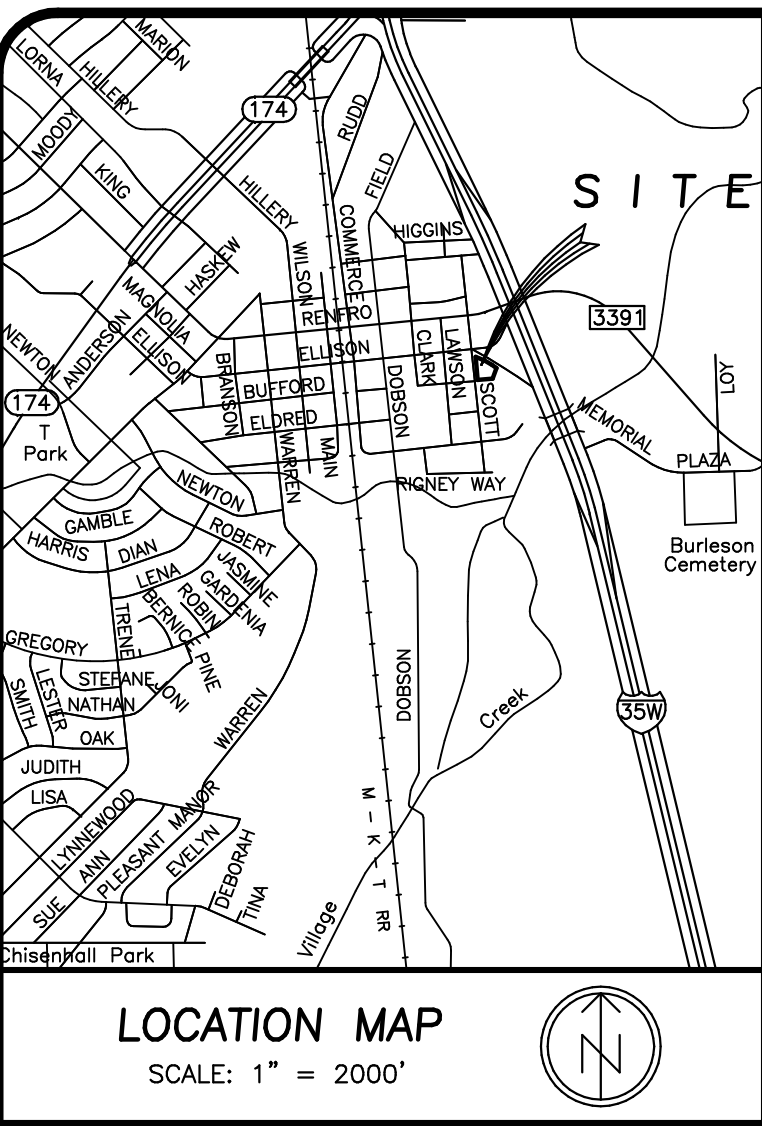 MARION
LORNA
HILLERY
MOODY
174
RUDD
KING
FIELD
S I T E
HILLERY
COMMERCE
HIGGINS
WILSON
HASKEW
MAGNOLIA
RENFRO
3391
ANDERSON
ELLISON
NEWTON
ELLISON
CLARK
LAWSON
BRANSON
BUFFORD
DOBSON
SCOTT
LOY
174
T
Park
ELDRED
MEMORIAL
WARREN
MAIN
PLAZA
NEWTON
RIGNEY WAY
GAMBLE
HARRIS
DIAN
ROBERT
Burleson
Cemetery
LENA
JASMINE
GARDENIA
ROBIN
BERNICE
TRENE
PINE
GREGORY
STEFANE
JONI
LESTER
SMITH
NATHAN
DOBSON
WARREN
Creek
35W
OAK
JUDITH
LISA
LYNNEWOOD
PLEASANT MANOR
M - K - T RR
ANN
EVELYN
DEBORAH
TINA
SUE
Village
Chisenhall Park
LOCATION MAP
SCALE: 1" = 2000'
N